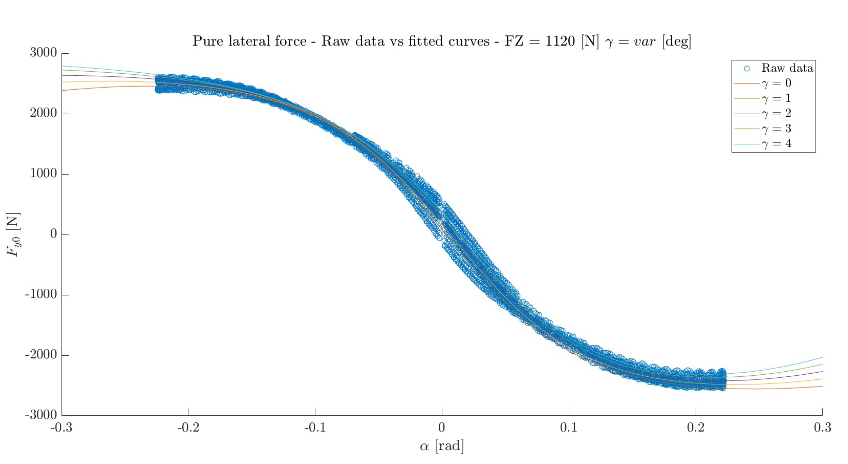 Pure lateral force - Raw data vs fitted curves - FZ = 1120 [N] γ = var [deg]
Raw data
γ = 0
γ = 1
γ = 2
γ = 3
γ = 4
3000
2000
1000
0
-1000
-2000
-3000
F_y0 [N]
-0.3 -0.2 -0.1 0 0.1 0.2 0.3
α [rad]